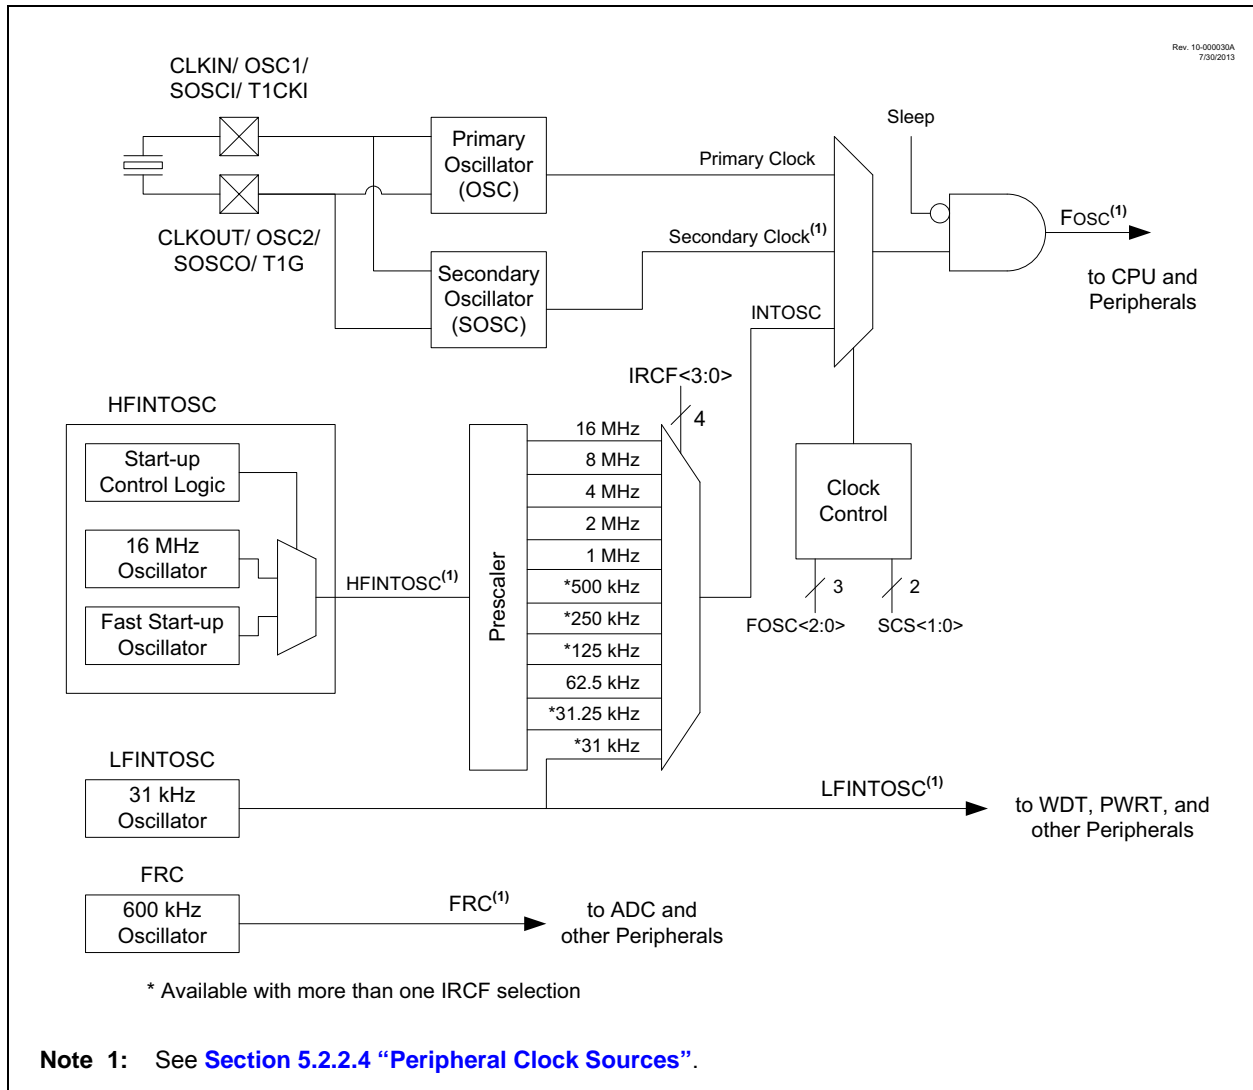 Rev. 10-000030A
7/30/2013
CLKIN/ OSC1/
SOSCI/ T1CKI
CLKOUT/ OSC2/
SOSCO/ T1G
Primary
Oscillator
(OSC)
Secondary
Oscillator
(SOSC)
Primary Clock
Secondary Clock(1)
INTOSC
Sleep
FOSC(1)
to CPU and
Peripherals
IRCF<3:0>
4
HFINTOSC
Start-up
Control Logic
16 MHz
Oscillator
Fast Start-up
Oscillator
HFINTOSC(1)
Prescaler
16 MHz
8 MHz
4 MHz
2 MHz
1 MHz
*500 kHz
*250 kHz
*125 kHz
62.5 kHz
*31.25 kHz
*31 kHz
Clock
Control
3
2
FOSC<2:0>
SCS<1:0>
LFINTOSC
31 kHz
Oscillator
LFINTOSC(1)
to WDT, PWRT, and
other Peripherals
FRC
600 kHz
Oscillator
FRC(1)
to ADC and
other Peripherals
* Available with more than one IRCF selection
Note 1: See Section 5.2.2.4 “Peripheral Clock Sources”.